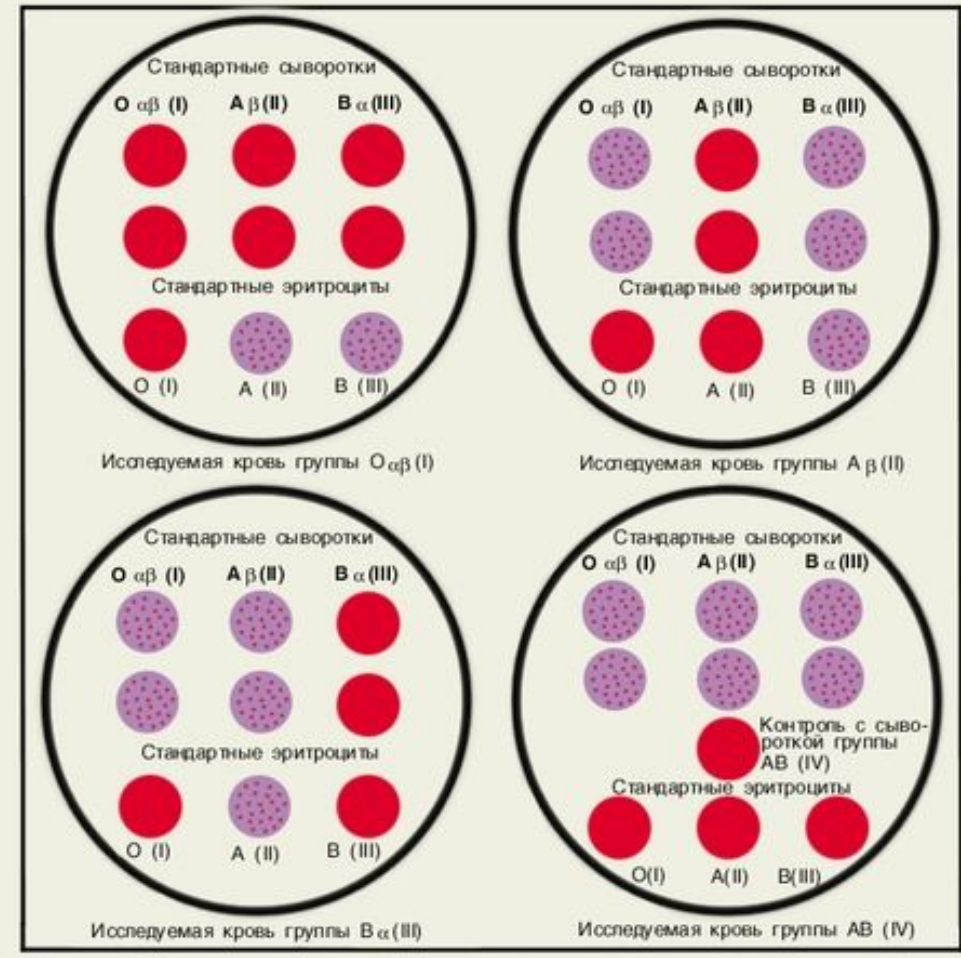 Стандартные сыворотки
O αβ (I) A β (II) B α (III)
Стандартные эритроциты
O (I) A (II) B (III)
Исследуемая кровь группы O αβ (I)
Стандартные сыворотки
O αβ (I) A β (II) B α (III)
Стандартные эритроциты
O (I) A (II) B (III)
Исследуемая кровь группы A β (II)
Стандартные сыворотки
O αβ (I) A β (II) B α (III)
Стандартные эритроциты
O (I) A (II) B (III)
Исследуемая кровь группы B α (III)
Стандартные сыворотки
O αβ (I) A β (II) B α (III)
Контроль с сыво-
роткой группы
AB (IV)
Стандартные эритроциты
O(I) A(II) B(III)
Исследуемая кровь группы AB (IV)